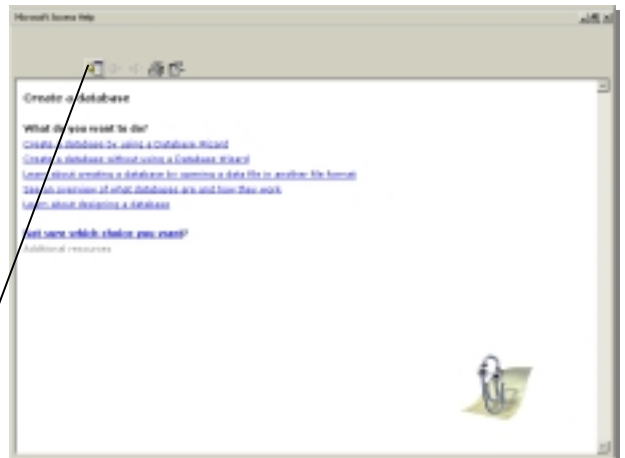 Microsoft Access Help
Create a database
What do you want to do?
Create a database by using a Database Wizard
Create a database without using a Database Wizard
Learn about creating a database by opening a data file in another file format
See an overview of what databases are and how they work
Learn about designing a database
Not sure which choice you want?
Additional resources